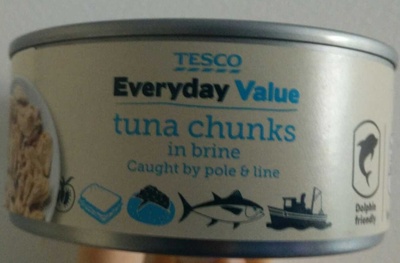 TESCO
Everyday Value
tuna chunks
in brine
Caught by pole & line
Dolphin
friendly